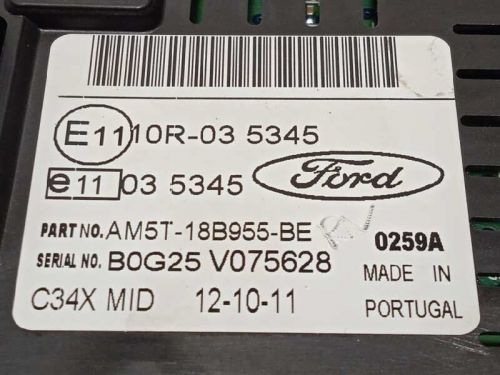 E11 10R-03 5345
e11 03 5345
Ford
PART NO. AM5T-18B955-BE
0259A
SERIAL NO. B0G25 V075628
MADE IN
PORTUGAL
C34X MID 12-10-11